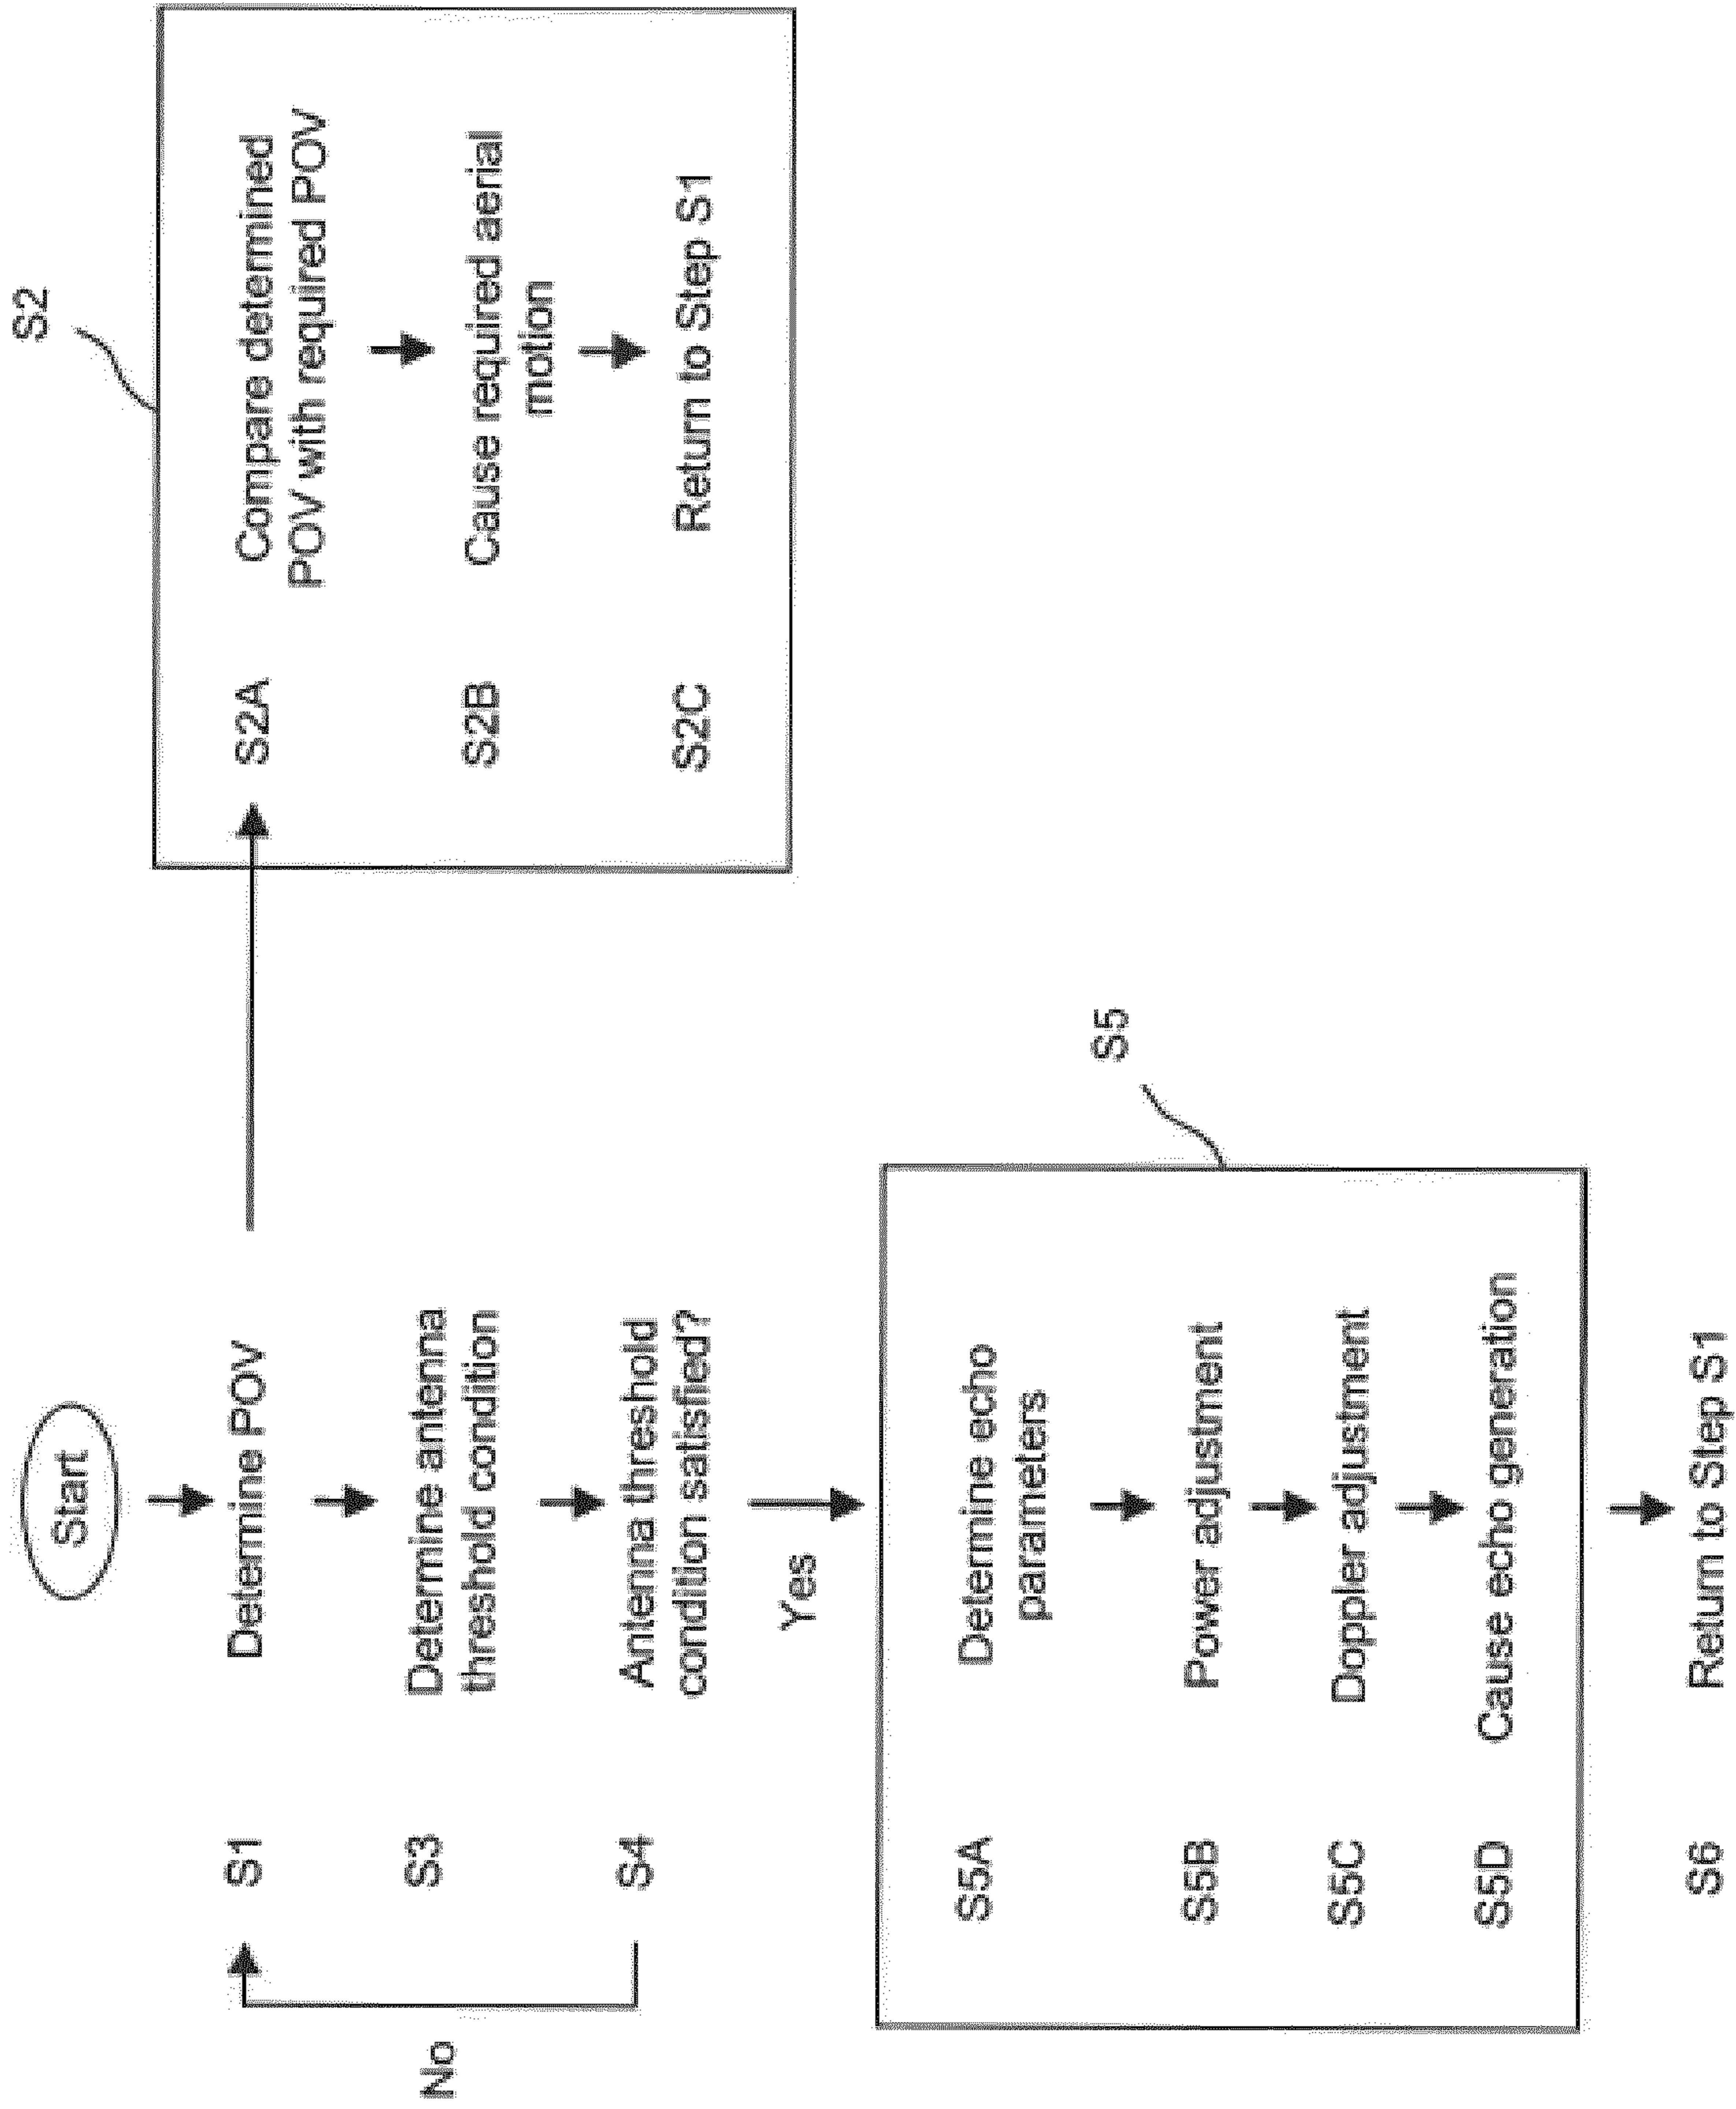 Start
S1 Determine POV
S3 Determine antenna
threshold condition
S4 Antenna threshold
condition satisfied?
No
Yes
S2
S2A Compare determined
POV with required POV
S2B Cause required aerial
motion
S2C Return to Step S1
S5
S5A Determine echo
parameters
S5B Power adjustment
S5C Doppler adjustment
S5D Cause echo generation
S6 Return to Step S1